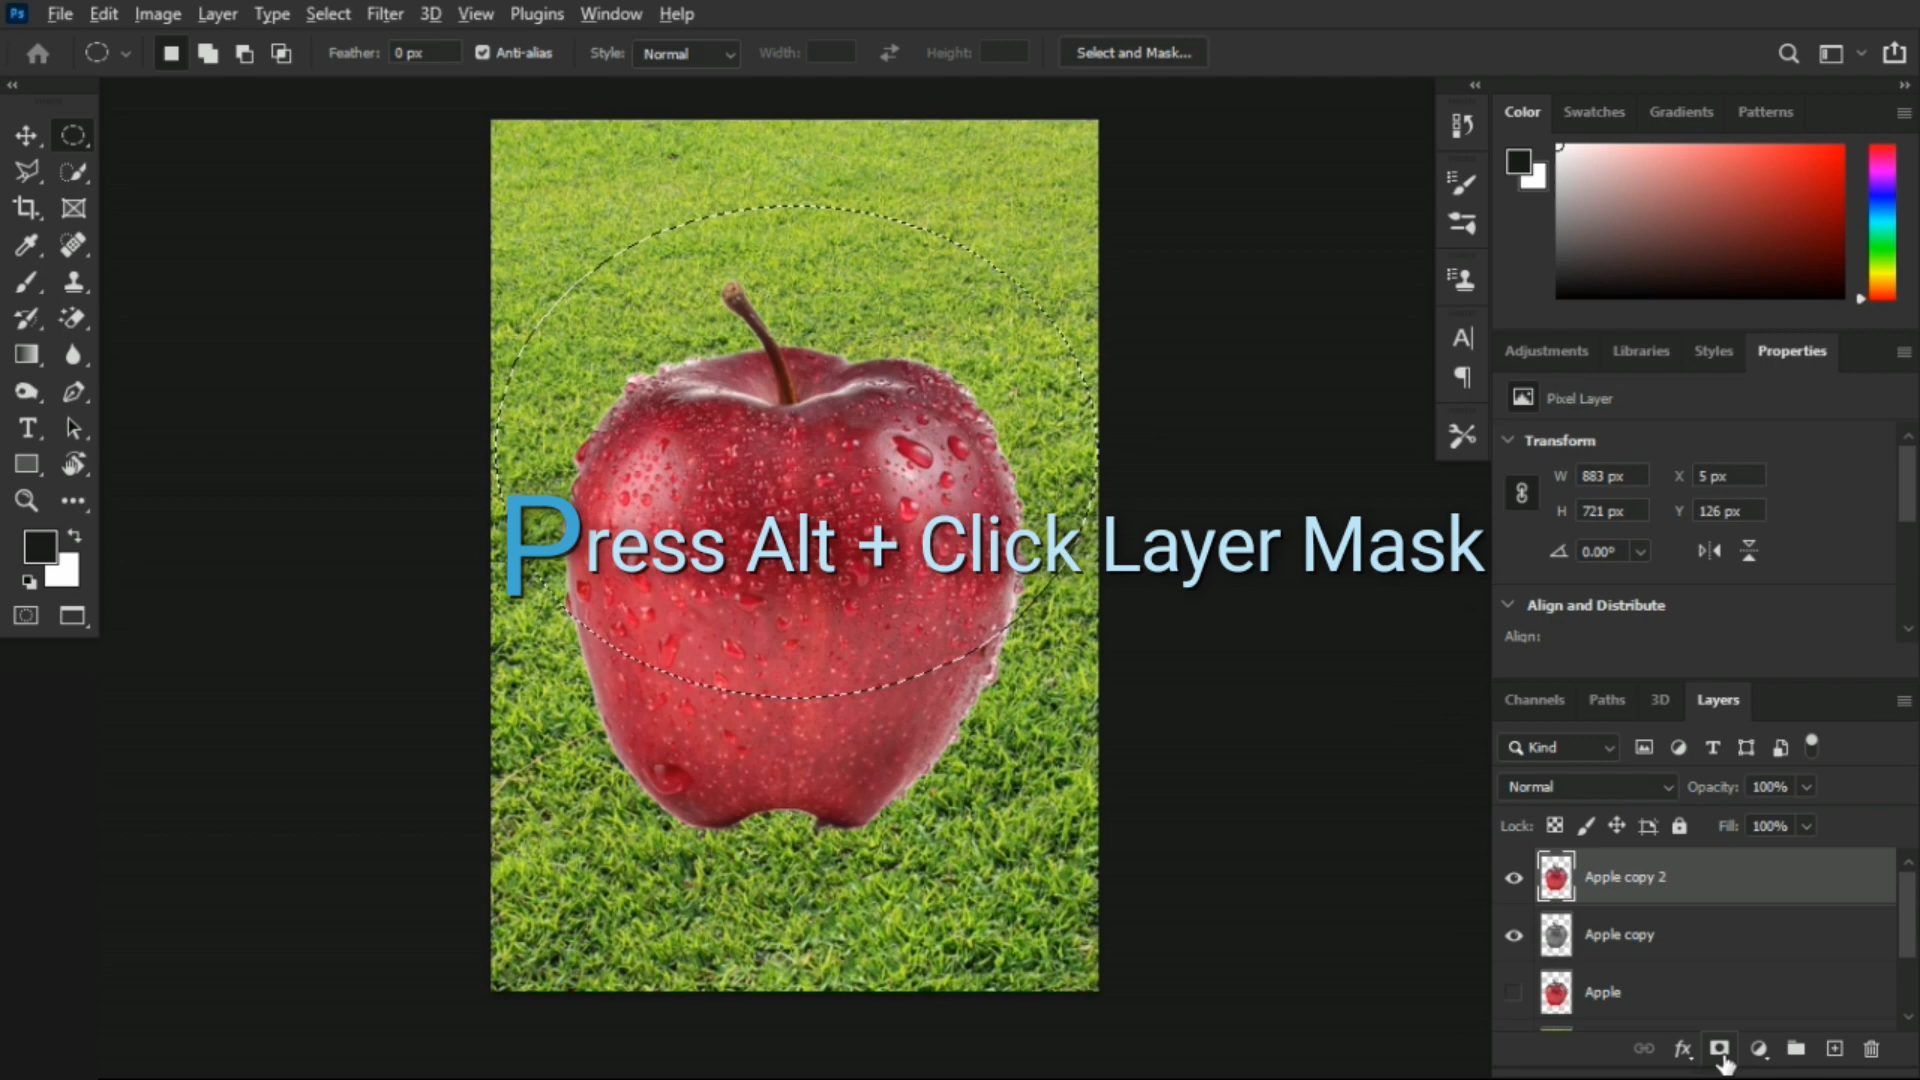 Ps File Edit Image Layer Type Select Filter 3D View Plugins Window Help
Feather: 0 px Anti-alias Style: Normal Width: Height: Select and Mask...
Color Swatches Gradients Patterns
Adjustments Libraries Styles Properties
Pixel Layer
Transform
W 883 px X 5 px
H 721 px Y 126 px
0.00°
Align and Distribute
Align:
Press Alt + Click Layer Mask
Channels Paths 3D Layers
Kind
Normal Opacity: 100%
Lock: Fill: 100%
Apple copy 2
Apple copy
Apple
fx